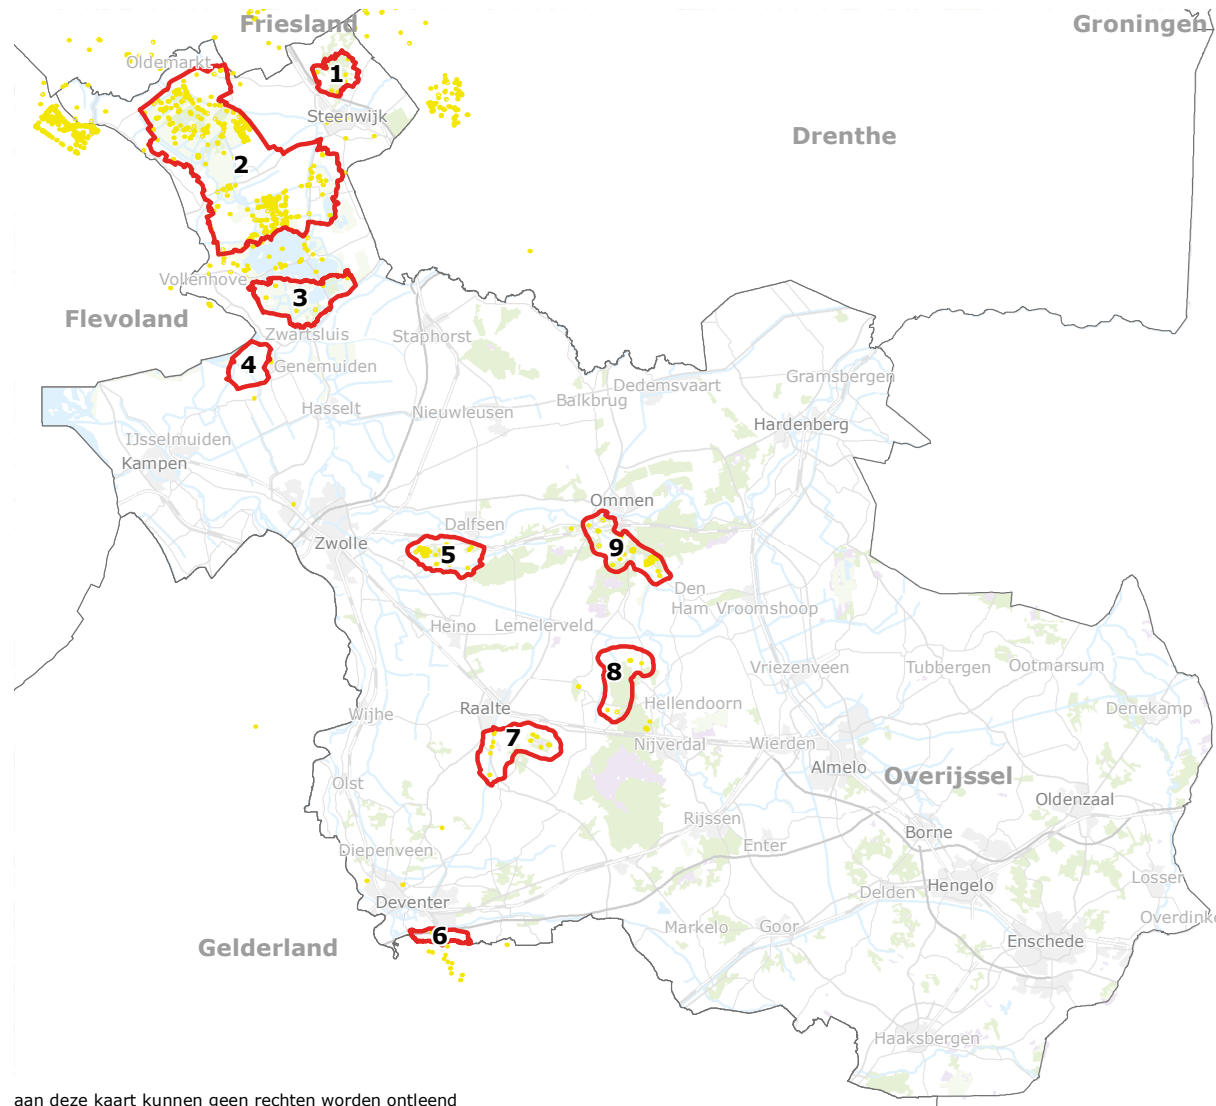 Friesland
Groningen
Oldemarkt
1
Steenwijk
Drenthe
2
Vollenhove
3
Flevoland
Zwartsluis
Staphorst
4
Genemuiden
Dedemsvaart
Gramsbergen
Balkbrug
Hasselt
Nieuwleusen
Hardenberg
IJsselmuiden
Kampen
Ommen
Dalfsen
Zwolle
5
9
Den
Ham
Vroomshoop
Heino
Lemelerveld
8
Vriezenveen
Tubbergen
Ootmarsum
Hellendoorn
Raalte
Wijhe
Denekamp
7
Nijverdal
Wierden
Almelo
Overijssel
Olst
Oldenzaal
Rijssen
Borne
Enter
Diepenveen
Losser
Hengelo
Delden
Deventer
Overdinke
Markelo
Goor
6
Enschede
Gelderland
Haaksbergen
aan deze kaart kunnen geen rechten worden ontleend